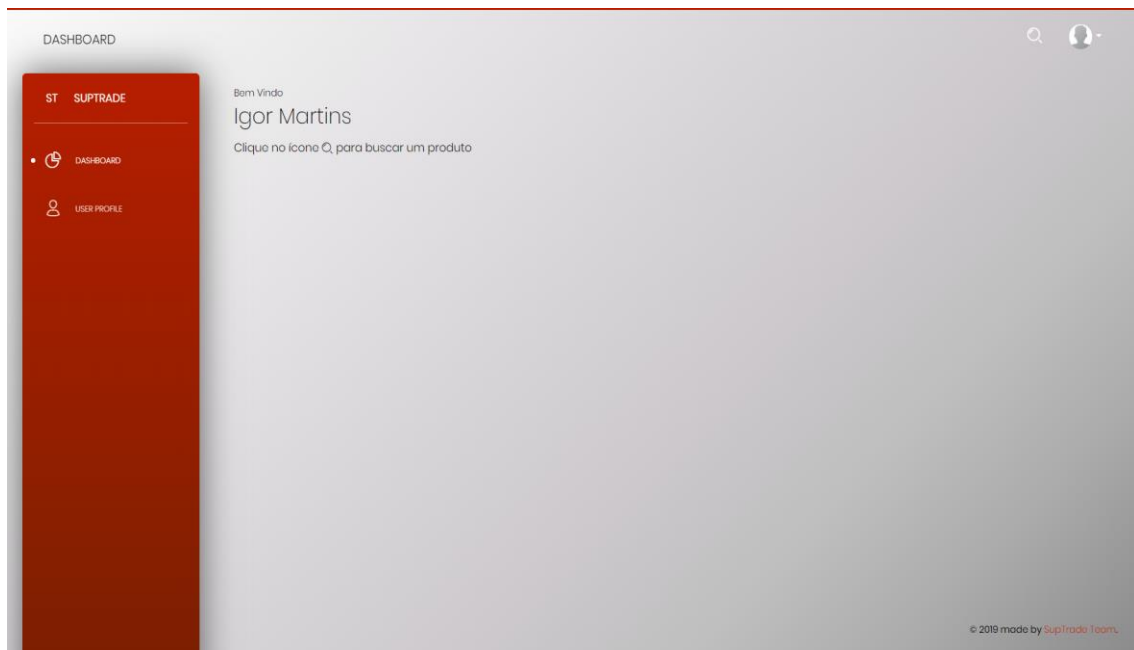 DASHBOARD
ST SUPTRADE
DASHBOARD
USER PROFILE
Bem Vindo
Igor Martins
Clique no ícone para buscar um produto
© 2019 made by SupTrade Team.